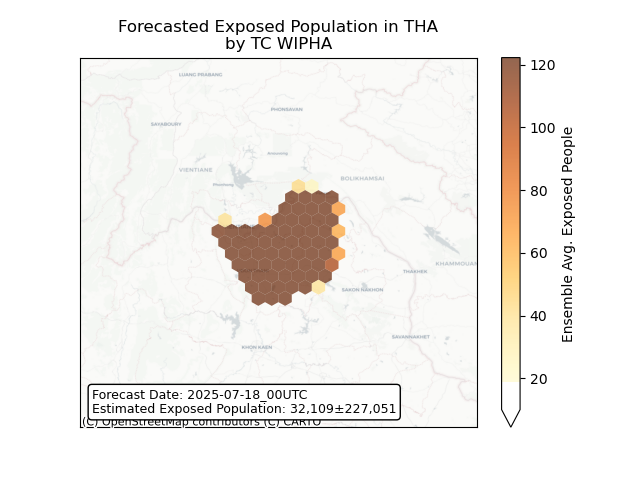 Forecasted Exposed Population in THA
by TC WIPHA
LUANG PRABANG
PHONSAVAN
SAYABOURY
VIENTIANE
BOLIKHAMSAI
KHAMMOUAN
THAKHEK
SAKON NAKHON
SAVANNAKHET
KHON KAEN
Forecast Date: 2025-07-18_00UTC
Estimated Exposed Population: 32,109±227,051
(C) OpenStreetMap contributors (C) CARTO
120
100
80
60
40
20
Ensemble Avg. Exposed People